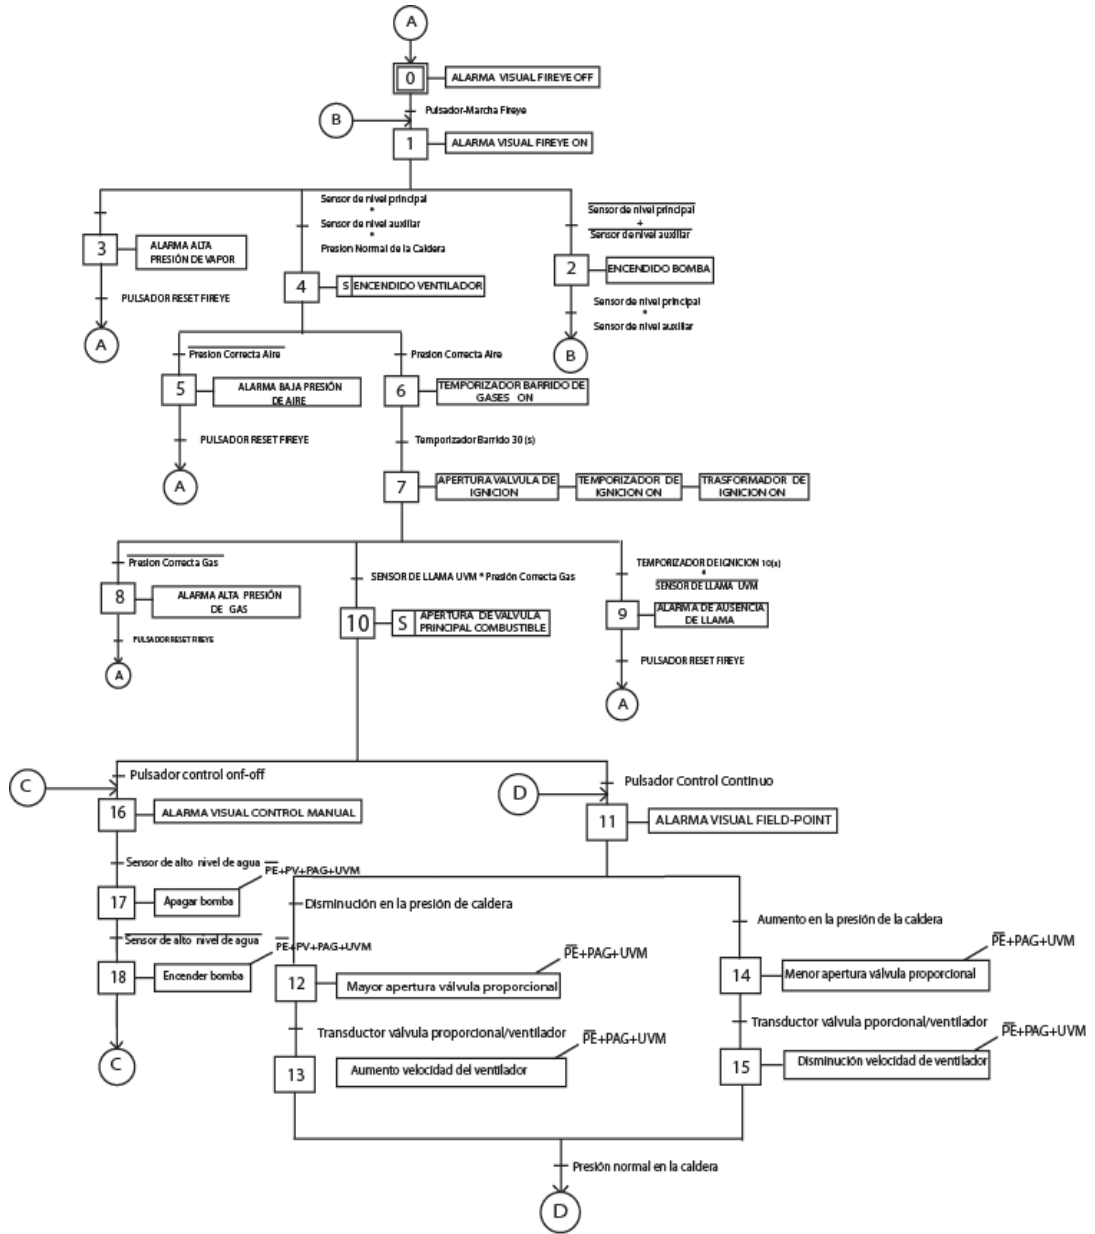 A
0
ALARMA VISUAL FIREYE OFF
Pulsador-Marcha Fireye
B
1
ALARMA VISUAL FIREYE ON
Sensor de nivel principal
*
Sensor de nivel auxiliar
*
Presion Normal de la Caldera
Sensor de nivel principal
+
Sensor de nivel auxiliar
3
ALARMA ALTA
PRESIÓN DE VAPOR
4
S ENCENDIDO VENTILADOR
2
ENCENDIDO BOMBA
PULSADOR RESET FIREYE
A
Sensor de nivel principal
*
Sensor de nivel auxiliar
B
Presion Correcta Aire
Presion Correcta Aire
5
ALARMA BAJA PRESIÓN
DE AIRE
6
TEMPORIZADOR BARRIDO DE
GASES ON
PULSADOR RESET FIREYE
A
Temporizador Barrido 30 (s)
7
APERTURA VALVULA DE
IGNICION
TEMPORIZADOR DE
IGNICION ON
TRASFORMADOR DE
IGNICION ON
Presion Correcta Gas
SENSOR DE LLAMA UVM * Presión Correcta Gas
TEMPORIZADOR DE IGNICION 10(s)
*
SENSOR DE LLAMA UVM
8
ALARMA ALTA PRESIÓN
DE GAS
10
S
APERTURA DE VALVULA
PRINCIPAL COMBUSTIBLE
9
ALARMA DE AUSENCIA
DE LLAMA
PULSADOR RESET FIREYE
A
PULSADOR RESET FIREYE
A
C
Pulsador control onf-off
D
Pulsador Control Continuo
16
ALARMA VISUAL CONTROL MANUAL
11
ALARMA VISUAL FIELD-POINT
Sensor de alto nivel de agua
PE+PV+PAG+UVM
17
Apagar bomba
Disminución en la presión de caldera
Aumento en la presión de la caldera
Sensor de alto nivel de agua
PE+PV+PAG+UVM
PE+PAG+UVM
PE+PAG+UVM
18
Encender bomba
12
Mayor apertura válvula proporcional
14
Menor apertura válvula proporcional
Transductor válvula proporcional/ventilador
PE+PAG+UVM
Transductor válvula pporcional/ventilador
PE+PAG+UVM
C
13
Aumento velocidad del ventilador
15
Disminución velocidad de ventilador
Presión normal en la caldera
D